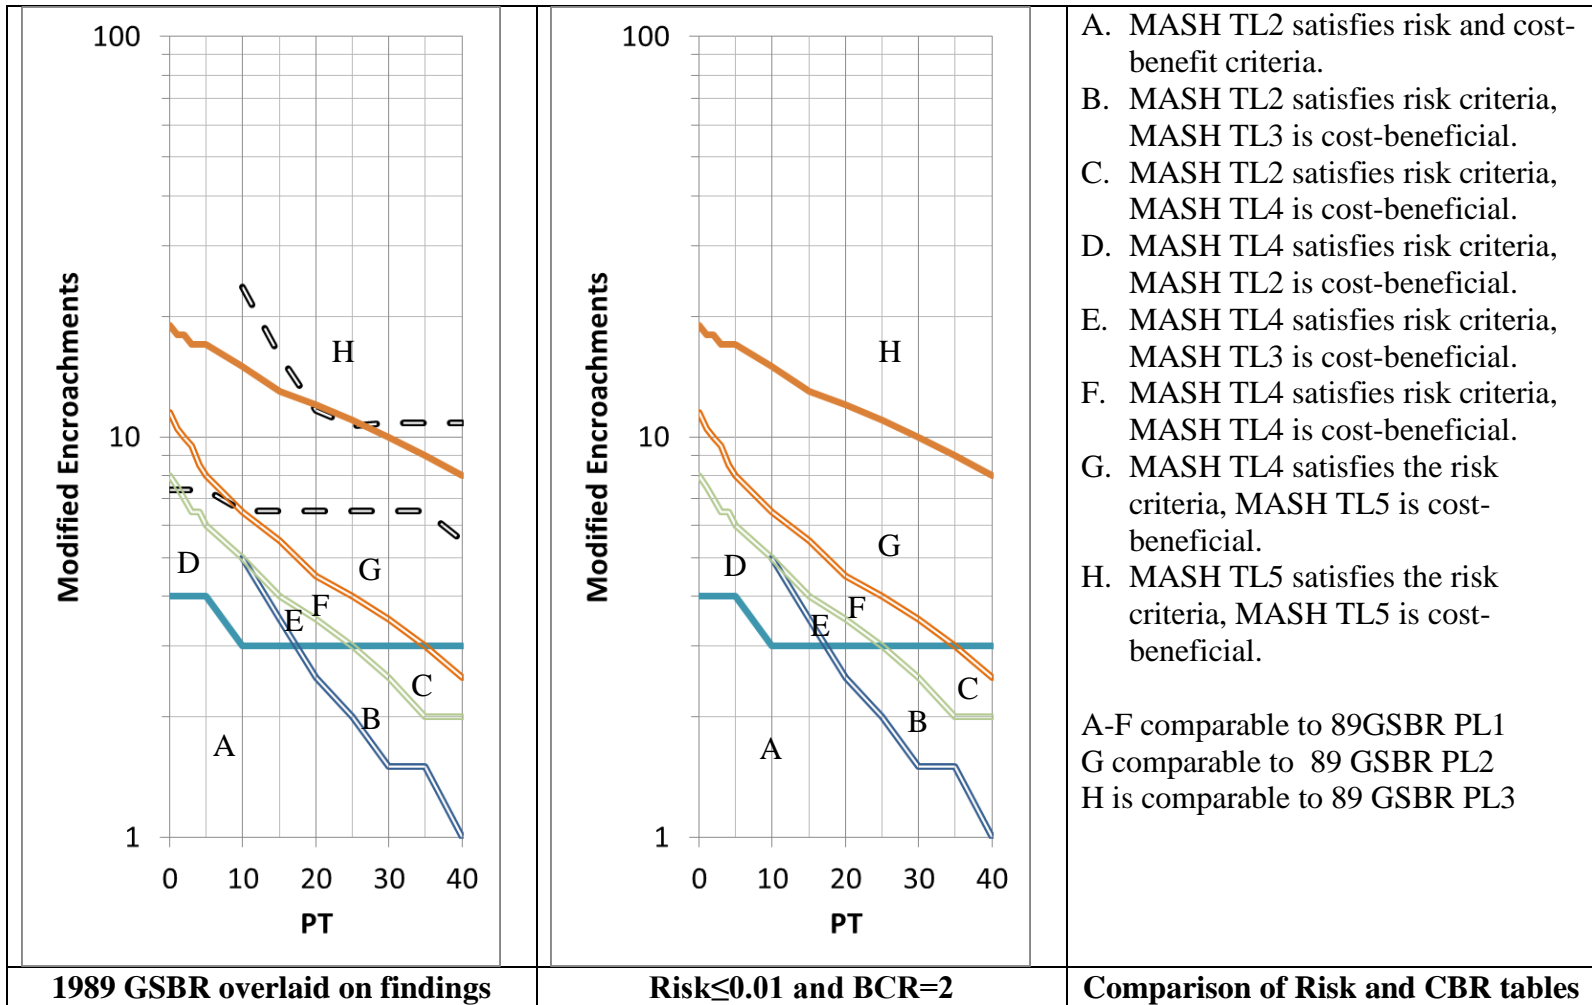 100
10
1
Modified Encroachments
H
D
G
F
E
C
B
A
0 10 20 30 40
PT
1989 GSBR overlaid on findings
100
10
1
Modified Encroachments
H
G
D
F
E
C
B
A
0 10 20 30 40
PT
Risk≤0.01 and BCR=2
A. MASH TL2 satisfies risk and cost-
benefit criteria.
B. MASH TL2 satisfies risk criteria,
MASH TL3 is cost-beneficial.
C. MASH TL2 satisfies risk criteria,
MASH TL4 is cost-beneficial.
D. MASH TL4 satisfies risk criteria,
MASH TL2 is cost-beneficial.
E. MASH TL4 satisfies risk criteria,
MASH TL3 is cost-beneficial.
F. MASH TL4 satisfies risk criteria,
MASH TL4 is cost-beneficial.
G. MASH TL4 satisfies the risk
criteria, MASH TL5 is cost-
beneficial.
H. MASH TL5 satisfies the risk
criteria, MASH TL5 is cost-
beneficial.
A-F comparable to 89GSBR PL1
G comparable to 89 GSBR PL2
H is comparable to 89 GSBR PL3
Comparison of Risk and CBR tables